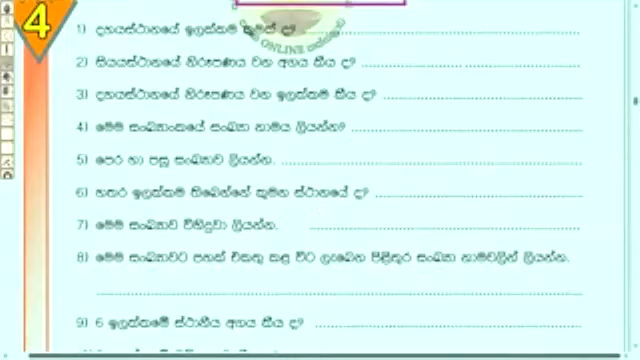 4
1) දහයස්ථානයේ ඉලක්කම කුමක් ද?
ONLINE
2) සියයස්ථානයේ නිරූපණය වන අගය කීය ද?
3) දහයස්ථානයේ නිරූපණය වන ඉලක්කම කීය ද?
4) මෙම සංඛ්‍යාංකයේ සංඛ්‍යා නාමය ලියන්න?
5) පෙර හා පසු සංඛ්‍යාව ලියන්න.
6) හතර ඉලක්කම තිබෙන්නේ කුමන ස්ථානයේ ද?
7) මෙම සංඛ්‍යාව විහිදුවා ලියන්න.
8) මෙම සංඛ්‍යාවට පහක් එකතු කළ විට ලැබෙන පිළිතුර සංඛ්‍යා නාමවලින් ලියන්න.
9) 6 ඉලක්කමේ ස්ථානීය අගය කීය ද?